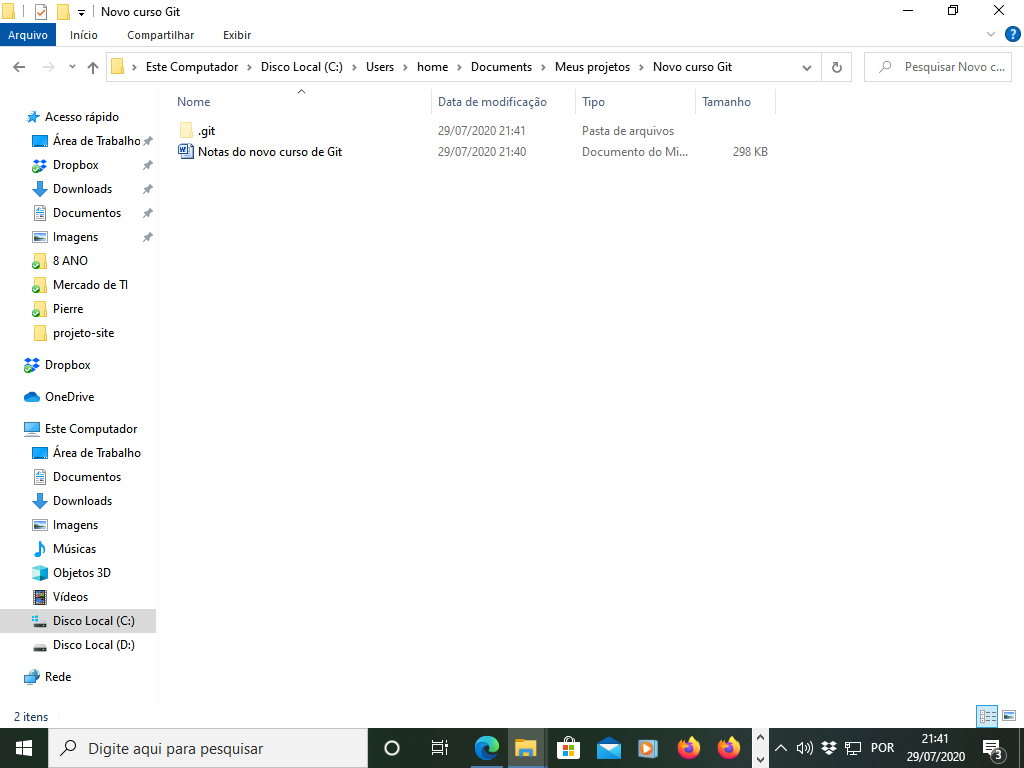 Novo curso Git
Arquivo Início Compartilhar Exibir
Este Computador Disco Local (C:) Users home Documents Meus projetos Novo curso Git
Pesquisar Novo c...
Nome Data de modificação Tipo Tamanho
.git 29/07/2020 21:41 Pasta de arquivos
Notas do novo curso de Git 29/07/2020 21:40 Documento do Mi... 298 KB
Acesso rápido
Área de Trabalho
Dropbox
Downloads
Documentos
Imagens
8 ANO
Mercado de TI
Pierre
projeto-site
Dropbox
OneDrive
Este Computador
Área de Trabalho
Documentos
Downloads
Imagens
Músicas
Objetos 3D
Vídeos
Disco Local (C:)
Disco Local (D:)
Rede
2 itens
Digite aqui para pesquisar
POR
21:41
29/07/2020
3